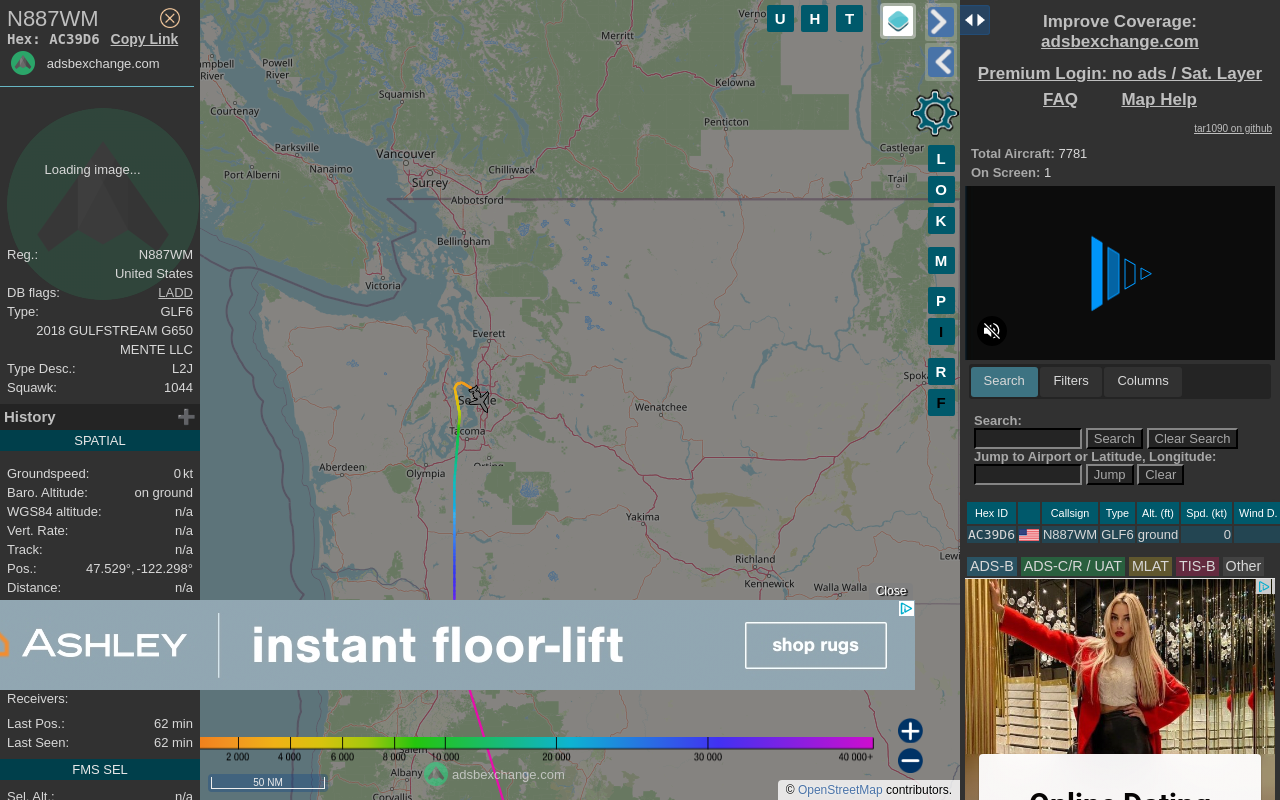 N887WM
Hex: AC39D6 Copy Link
adsbexchange.com
Loading image...
Reg.: N887WM
United States
DB flags: LADD
Type: GLF6
2018 GULFSTREAM G650
MENTE LLC
Type Desc.: L2J
Squawk: 1044
History
SPATIAL
Groundspeed: 0 kt
Baro. Altitude: on ground
WGS84 altitude: n/a
Vert. Rate: n/a
Track: n/a
Pos.: 47.529°, -122.298°
Distance: n/a
Receivers:
Last Pos.: 62 min
Last Seen: 62 min
FMS SEL
Sel. Alt.: n/a
Merritt
Powell
River
River
Squamish
Kelowna
Courtenay
Penticton
Parksville
Vancouver
Castlegar
Nanaimo
Chilliwack
Port Alberni
Surrey
Trail
Abbotsford
Bellingham
Victoria
Everett
Wenatchee
Tacoma
Aberdeen
Olympia
Yakima
Richland
Kennewick
Walla Walla
Albany
Corvallis
U H T
L
O
K
M
P
I
R
F
Close
ASHLEY
instant floor-lift
shop rugs
2 000 4 000 6 000 8 000 10 000 20 000 30 000 40 000+
50 NM
adsbexchange.com
© OpenStreetMap contributors.
Improve Coverage:
adsbexchange.com
Premium Login: no ads / Sat. Layer
FAQ Map Help
tar1090 on github
Total Aircraft: 7781
On Screen: 1
Search Filters Columns
Search:
Search Clear Search
Jump to Airport or Latitude, Longitude:
Jump Clear
Hex ID Callsign Type Alt. (ft) Spd. (kt) Wind D.
AC39D6 N887WM GLF6 ground 0
ADS-B ADS-C/R / UAT MLAT TIS-B Other
Online Dating